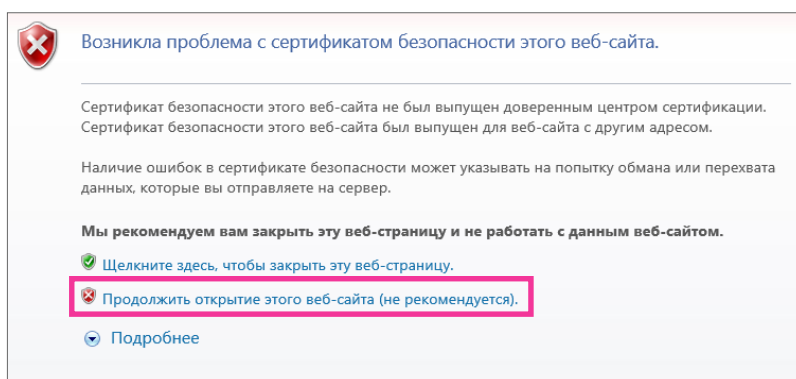 Возникла проблема с сертификатом безопасности этого веб-сайта.
Сертификат безопасности этого веб-сайта не был выпущен доверенным центром сертификации.
Сертификат безопасности этого веб-сайта был выпущен для веб-сайта с другим адресом.
Наличие ошибок в сертификате безопасности может указывать на попытку обмана или перехвата
данных, которые вы отправляете на сервер.
Мы рекомендуем вам закрыть эту веб-страницу и не работать с данным веб-сайтом.
Щелкните здесь, чтобы закрыть эту веб-страницу.
Продолжить открытие этого веб-сайта (не рекомендуется).
Подробнее